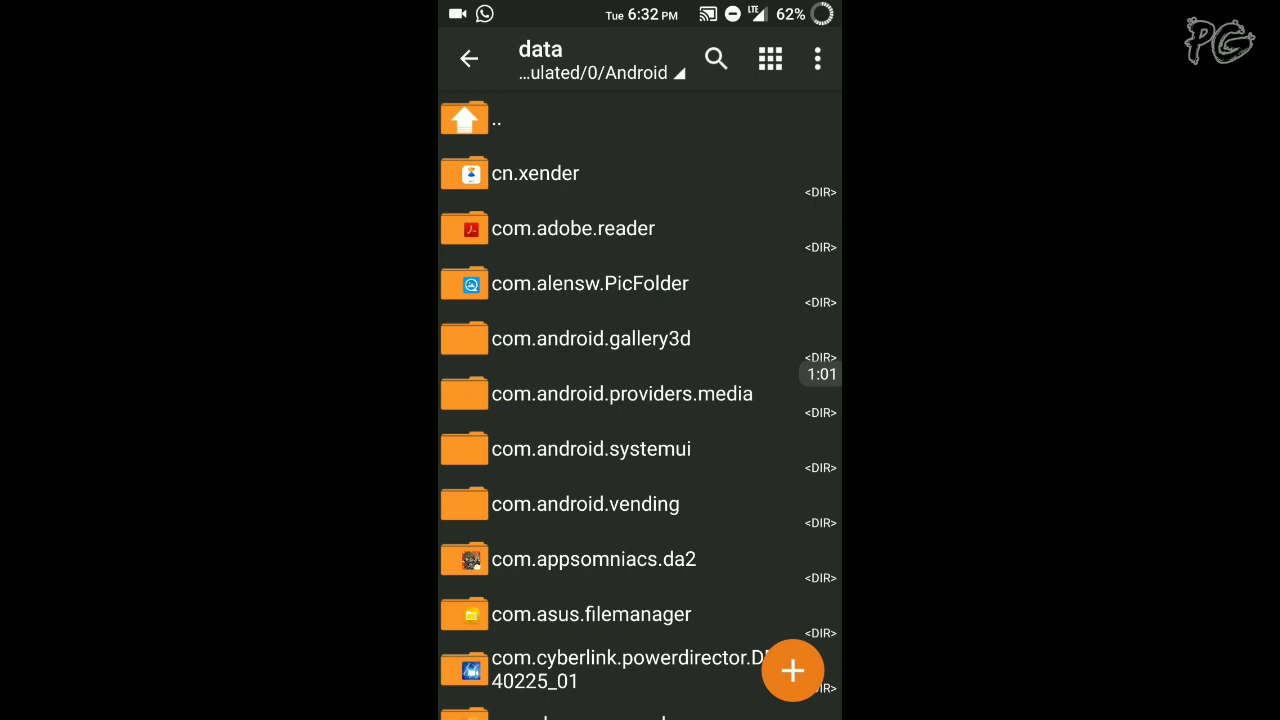 Tue 6:32 PM LTE 62%
PG
data
...ulated/0/Android
..
cn.xender
<DIR>
com.adobe.reader
<DIR>
com.alensw.PicFolder
<DIR>
com.android.gallery3d
<DIR>
1:01
com.android.providers.media
<DIR>
com.android.systemui
<DIR>
com.android.vending
<DIR>
com.appsomniacs.da2
<DIR>
com.asus.filemanager
<DIR>
com.cyberlink.powerdirector.D
40225_01